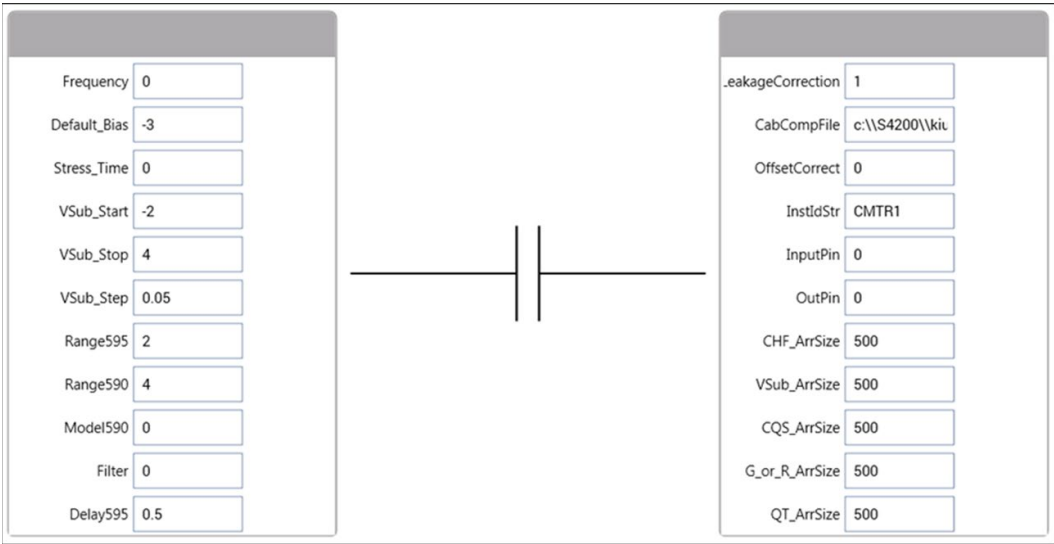 Frequency 0
Default_Bias -3
Stress_Time 0
VSub_Start -2
VSub_Stop 4
VSub_Step 0.05
Range595 2
Range590 4
Model590 0
Filter 0
Delay595 0.5
LeakageCorrection 1
CabCompFile c:\\S4200\\kiu
OffsetCorrect 0
InstIdStr CMTR1
InputPin 0
OutPin 0
CHF_ArrSize 500
VSub_ArrSize 500
CQS_ArrSize 500
G_or_R_ArrSize 500
QT_ArrSize 500